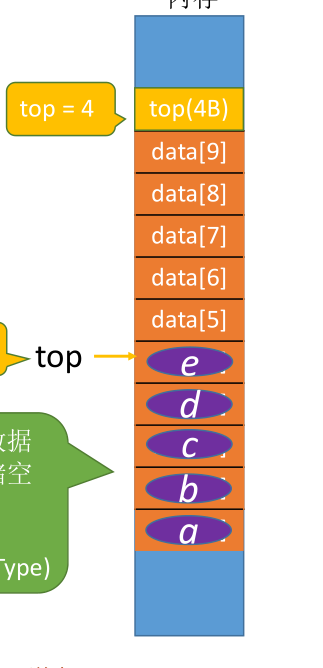 内存
top = 4
top(4B)
data[9]
data[8]
data[7]
data[6]
data[5]
top
e
d
c
b
a
数据
储空
Type)